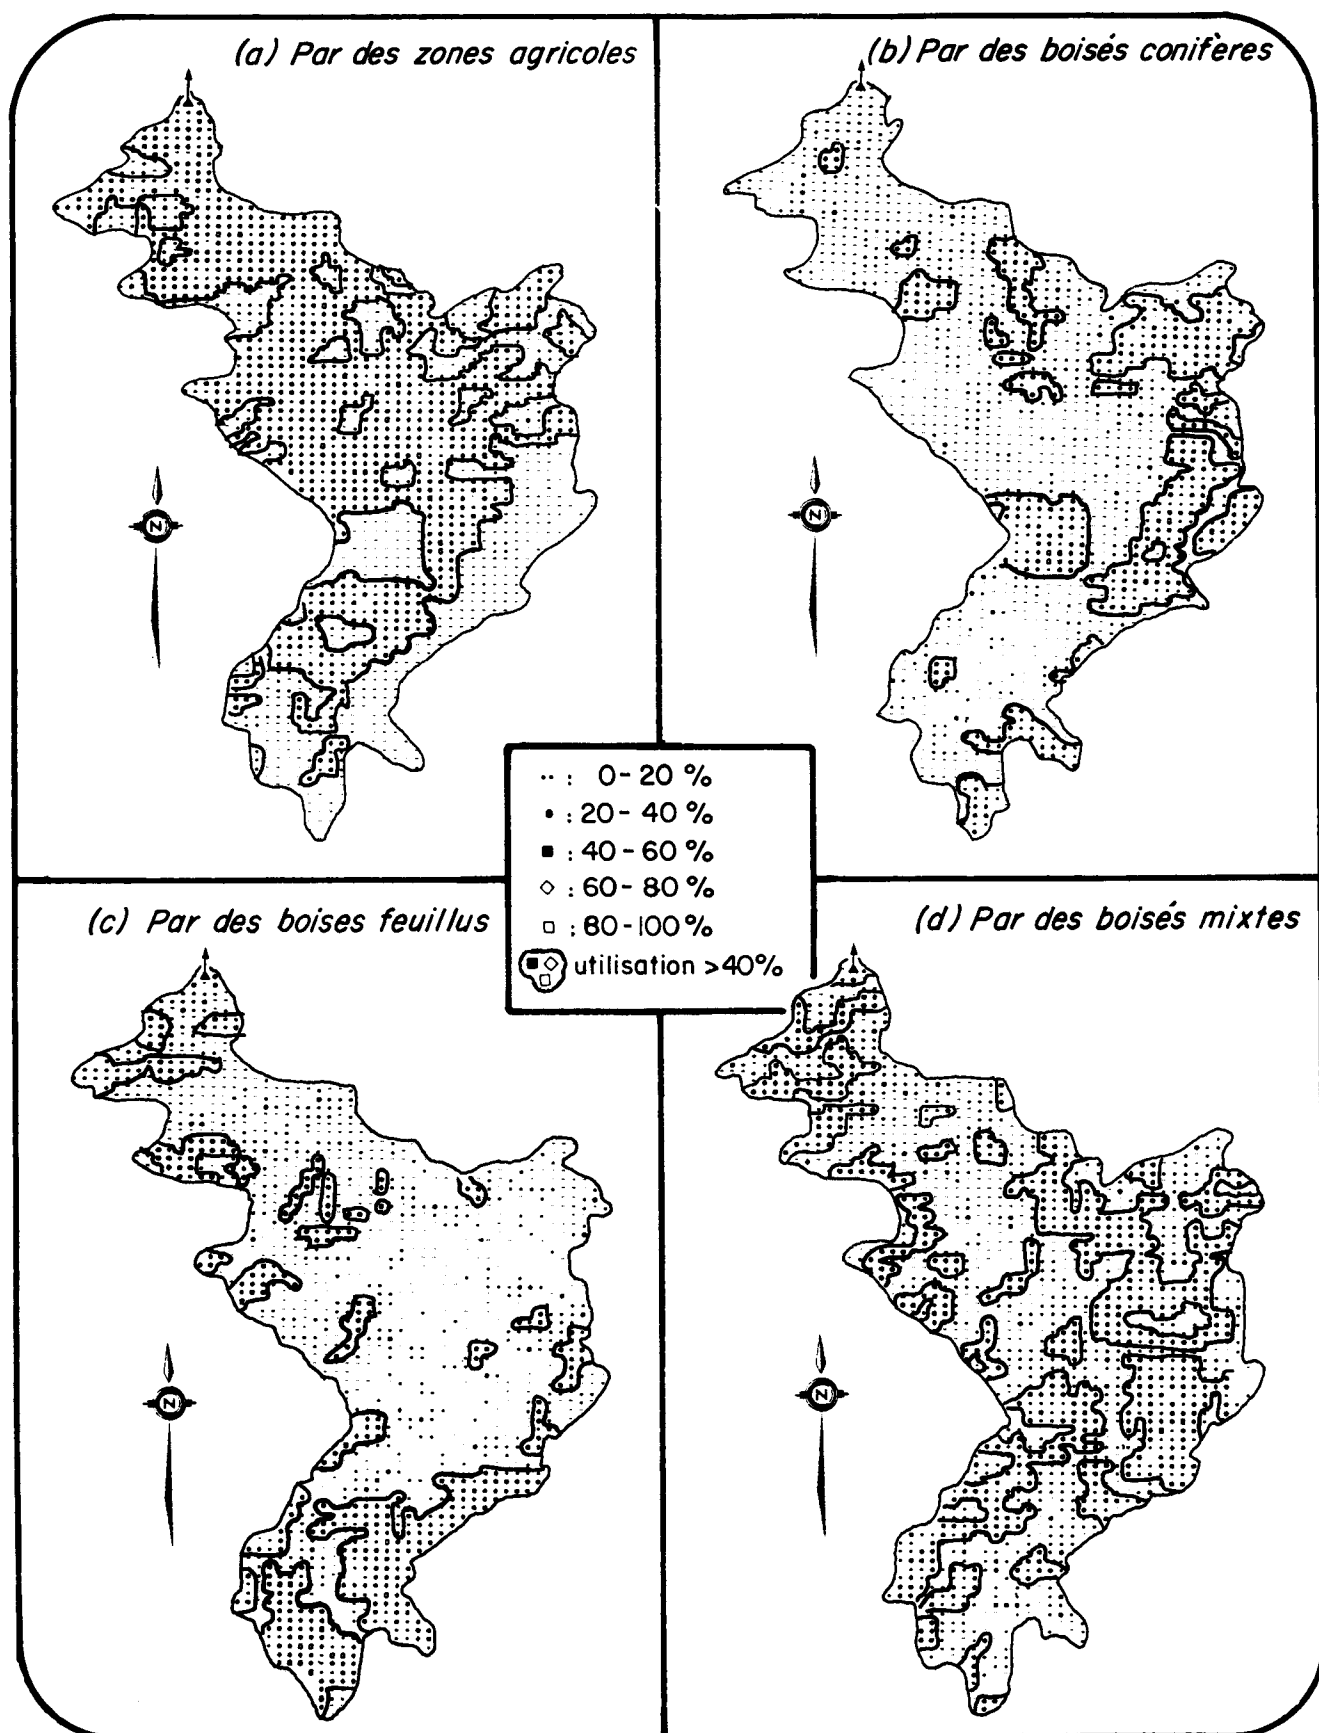 (a) Par des zones agricoles
(b) Par des boisés conifères
.. : 0-20 %
• : 20-40 %
■ : 40-60 %
◇ : 60-80 %
□ : 80-100 %
■ ◇ □ utilisation >40%
(c) Par des boises feuillus
(d) Par des boisés mixtes
N
N
N
N